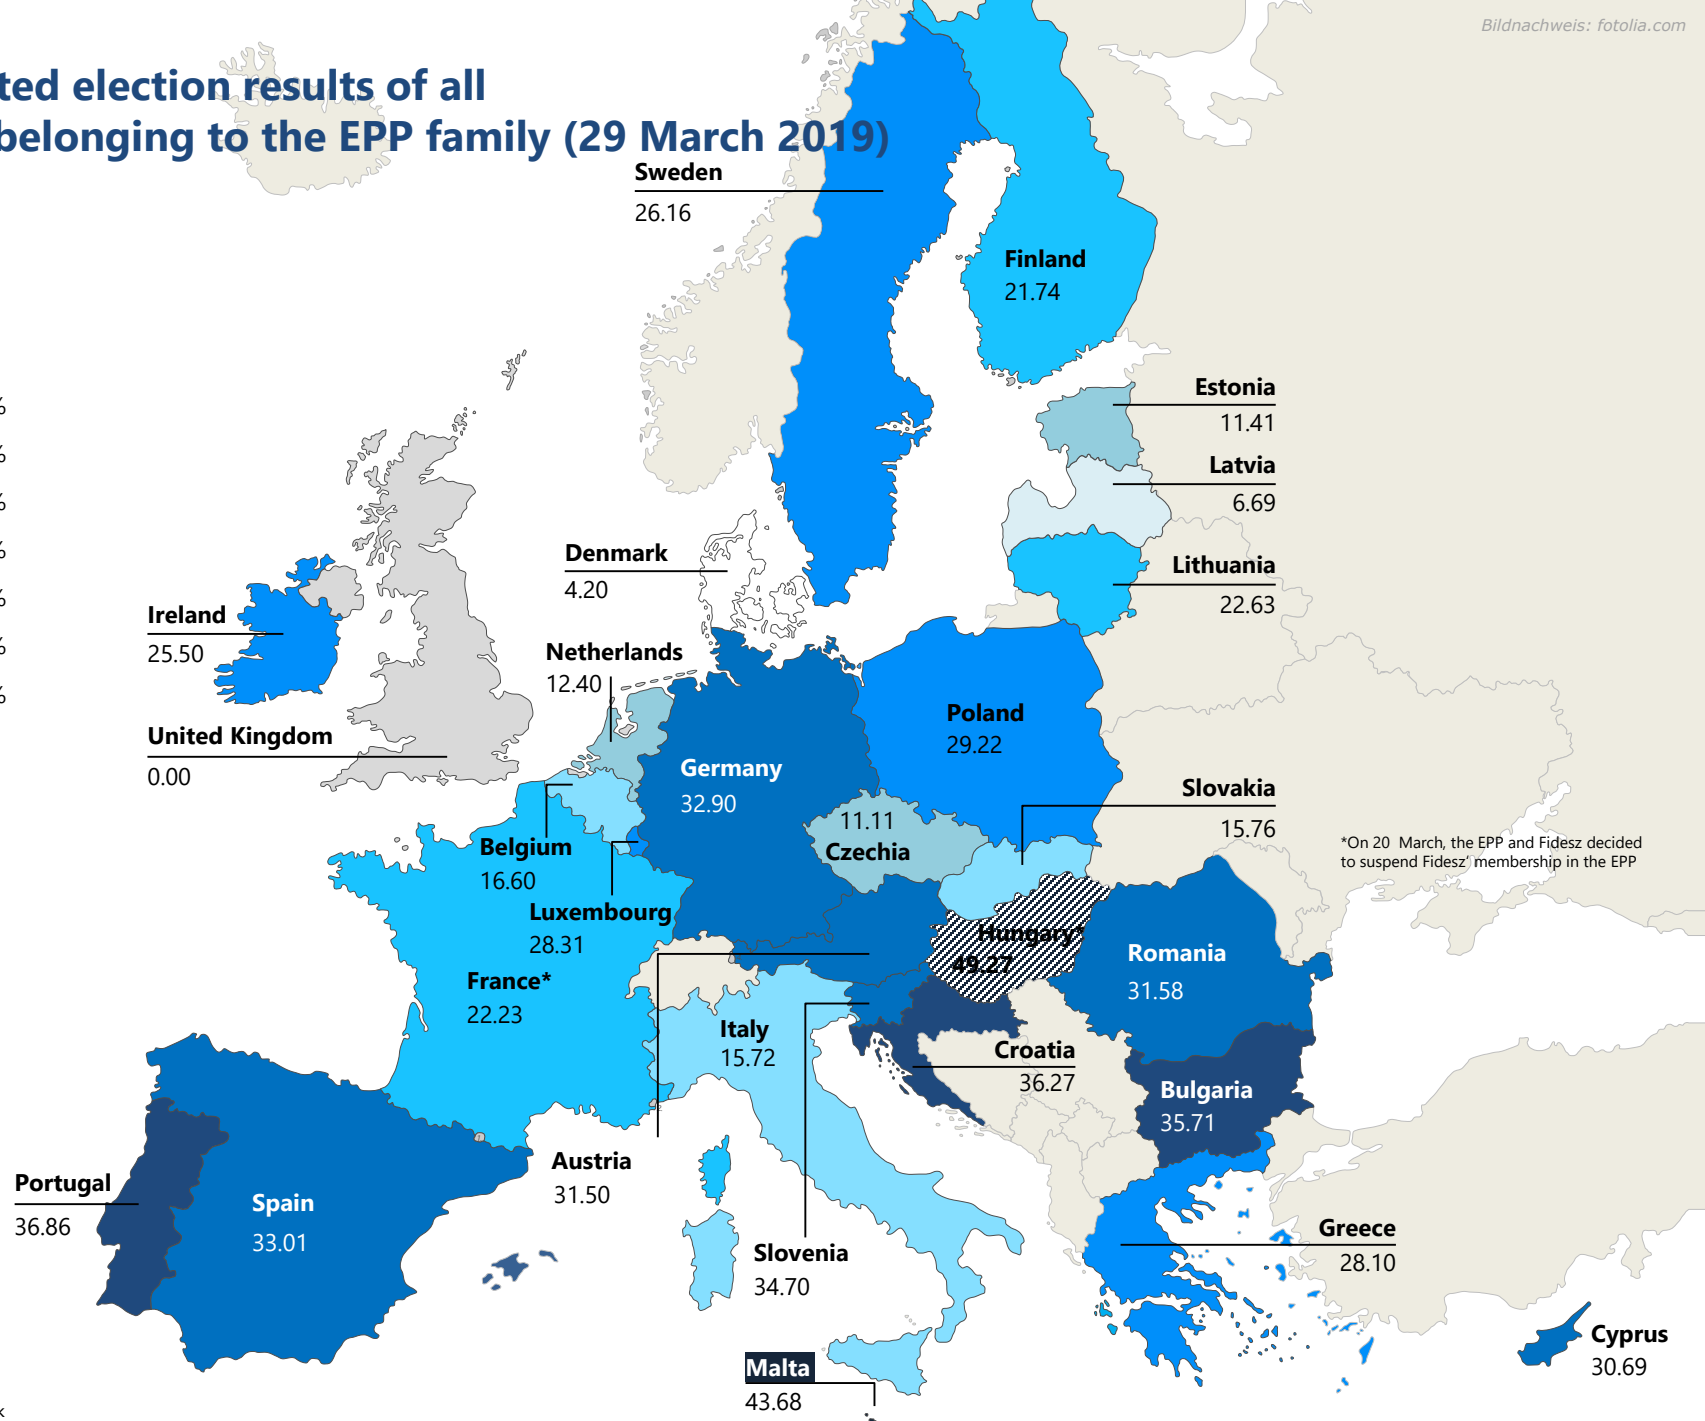 Bildnachweis: fotolia.com
ted election results of all
belonging to the EPP family (29 March 2019)
Sweden
26.16
Finland
21.74
%
%
%
%
%
%
%
Estonia
11.41
Latvia
6.69
Lithuania
22.63
Denmark
4.20
Ireland
25.50
Netherlands
12.40
United Kingdom
0.00
Poland
29.22
Germany
32.90
Slovakia
15.76
11.11
Czechia
*On 20 March, the EPP and Fidesz decided
to suspend Fidesz' membership in the EPP
Belgium
16.60
Luxembourg
28.31
Hungary*
49.27
Romania
31.58
France*
22.23
Italy
15.72
Croatia
36.27
Bulgaria
35.71
Portugal
36.86
Spain
33.01
Austria
31.50
Slovenia
34.70
Greece
28.10
Cyprus
30.69
Malta
43.68
k